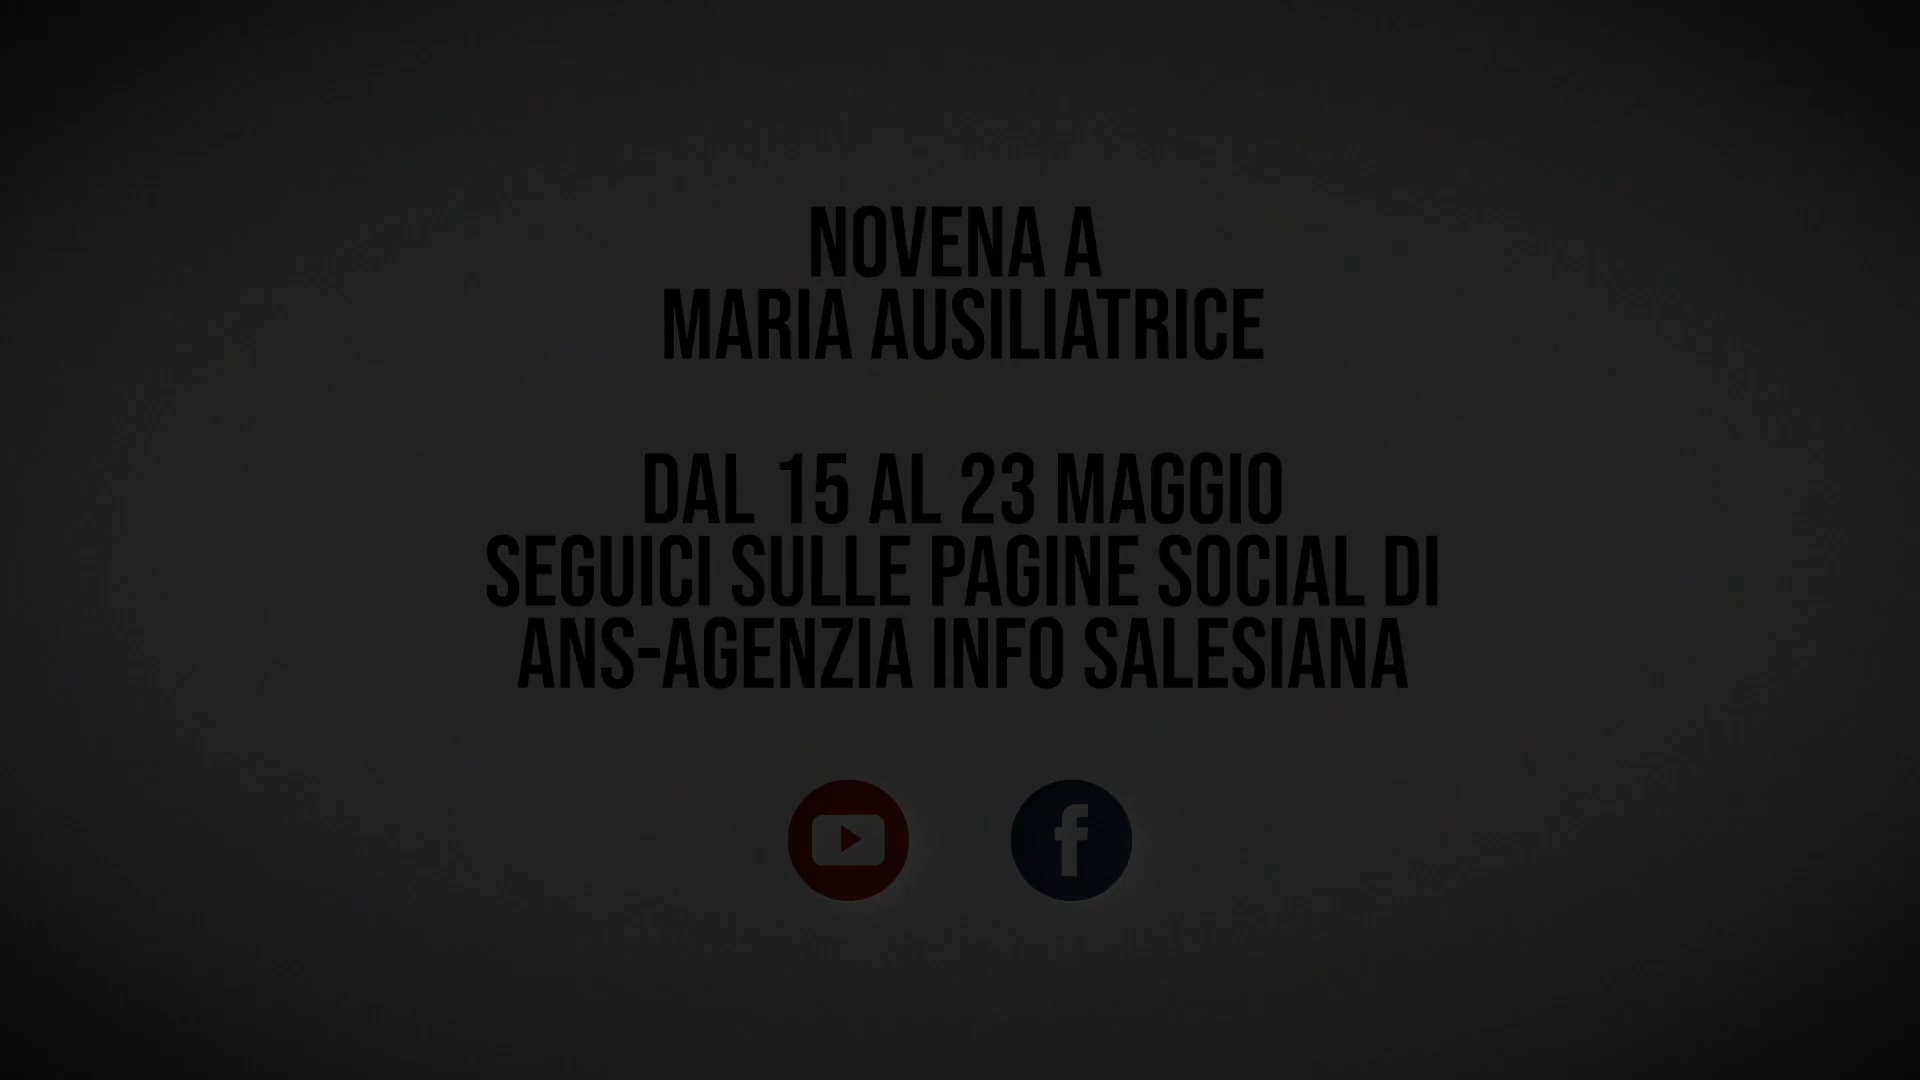 NOVENA A
MARIA AUSILIATRICE
DAL 15 AL 23 MAGGIO
SEGUICI SULLE PAGINE SOCIAL DI
ANS-AGENZIA INFO SALESIANA